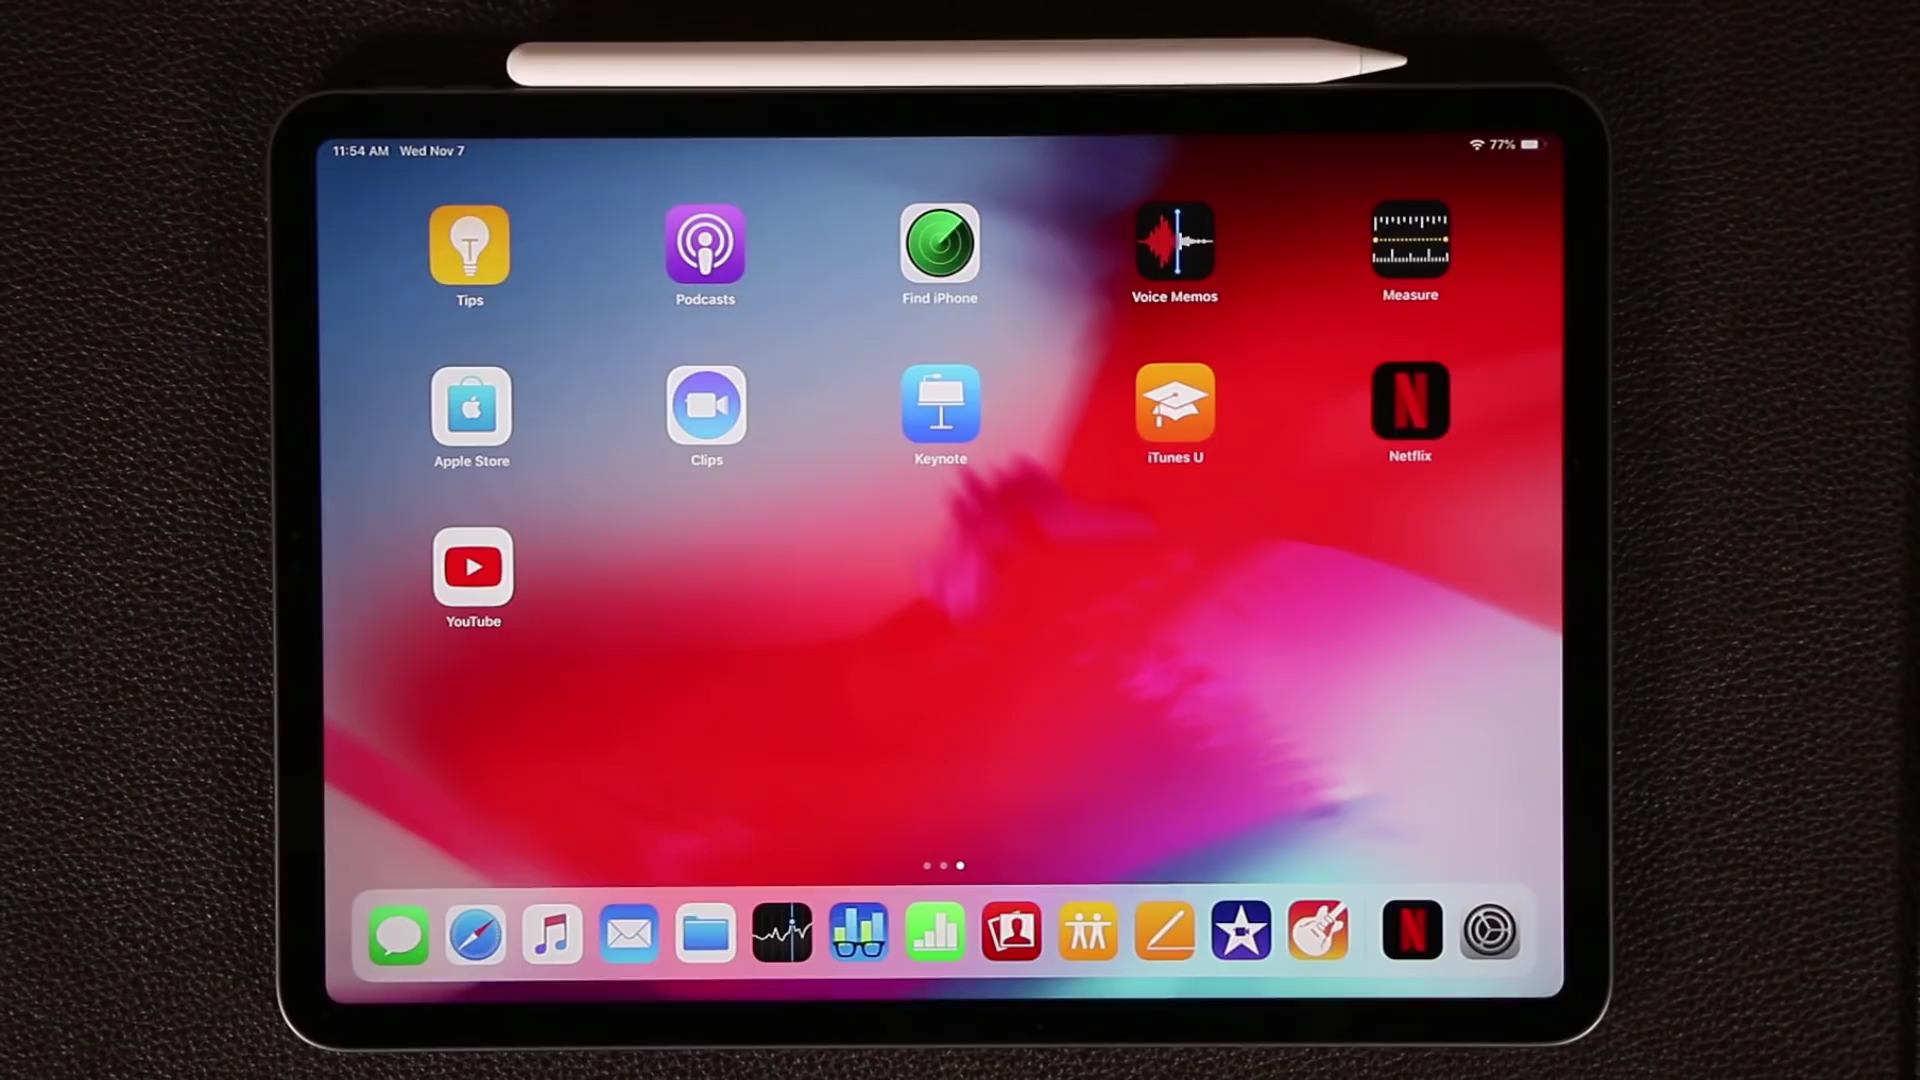 11:54 AM Wed Nov 7
77%
Tips
Podcasts
Find iPhone
Voice Memos
Measure
Apple Store
Clips
Keynote
iTunes U
Netflix
YouTube